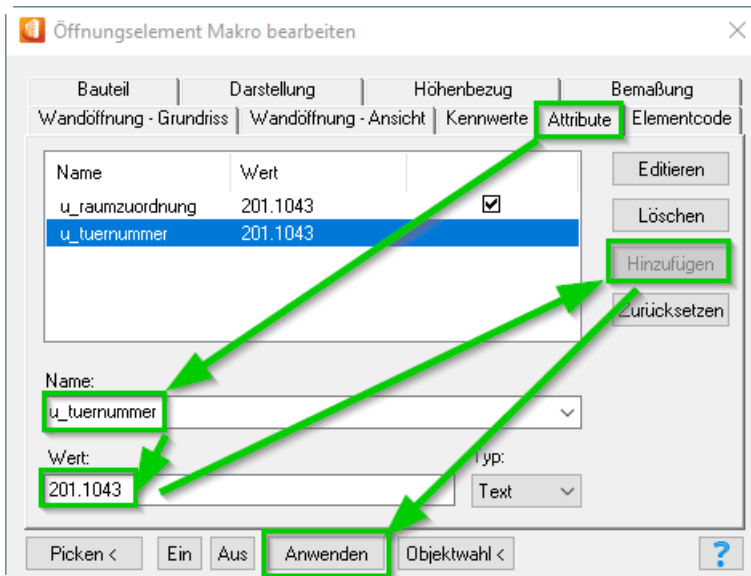 Öffnungselement Makro bearbeiten
Bauteil Darstellung Höhenbezug Bemaßung
Wandöffnung - Grundriss Wandöffnung - Ansicht Kennwerte Attribute Elementcode
Name Wert
u_raumzuordnung 201.1043
u_tuernummer 201.1043
Editieren
Löschen
Hinzufügen
Zurücksetzen
Name:
u_tuernummer
Wert: Typ:
201.1043 Text
Picken < Ein Aus Anwenden Objektwahl < ?